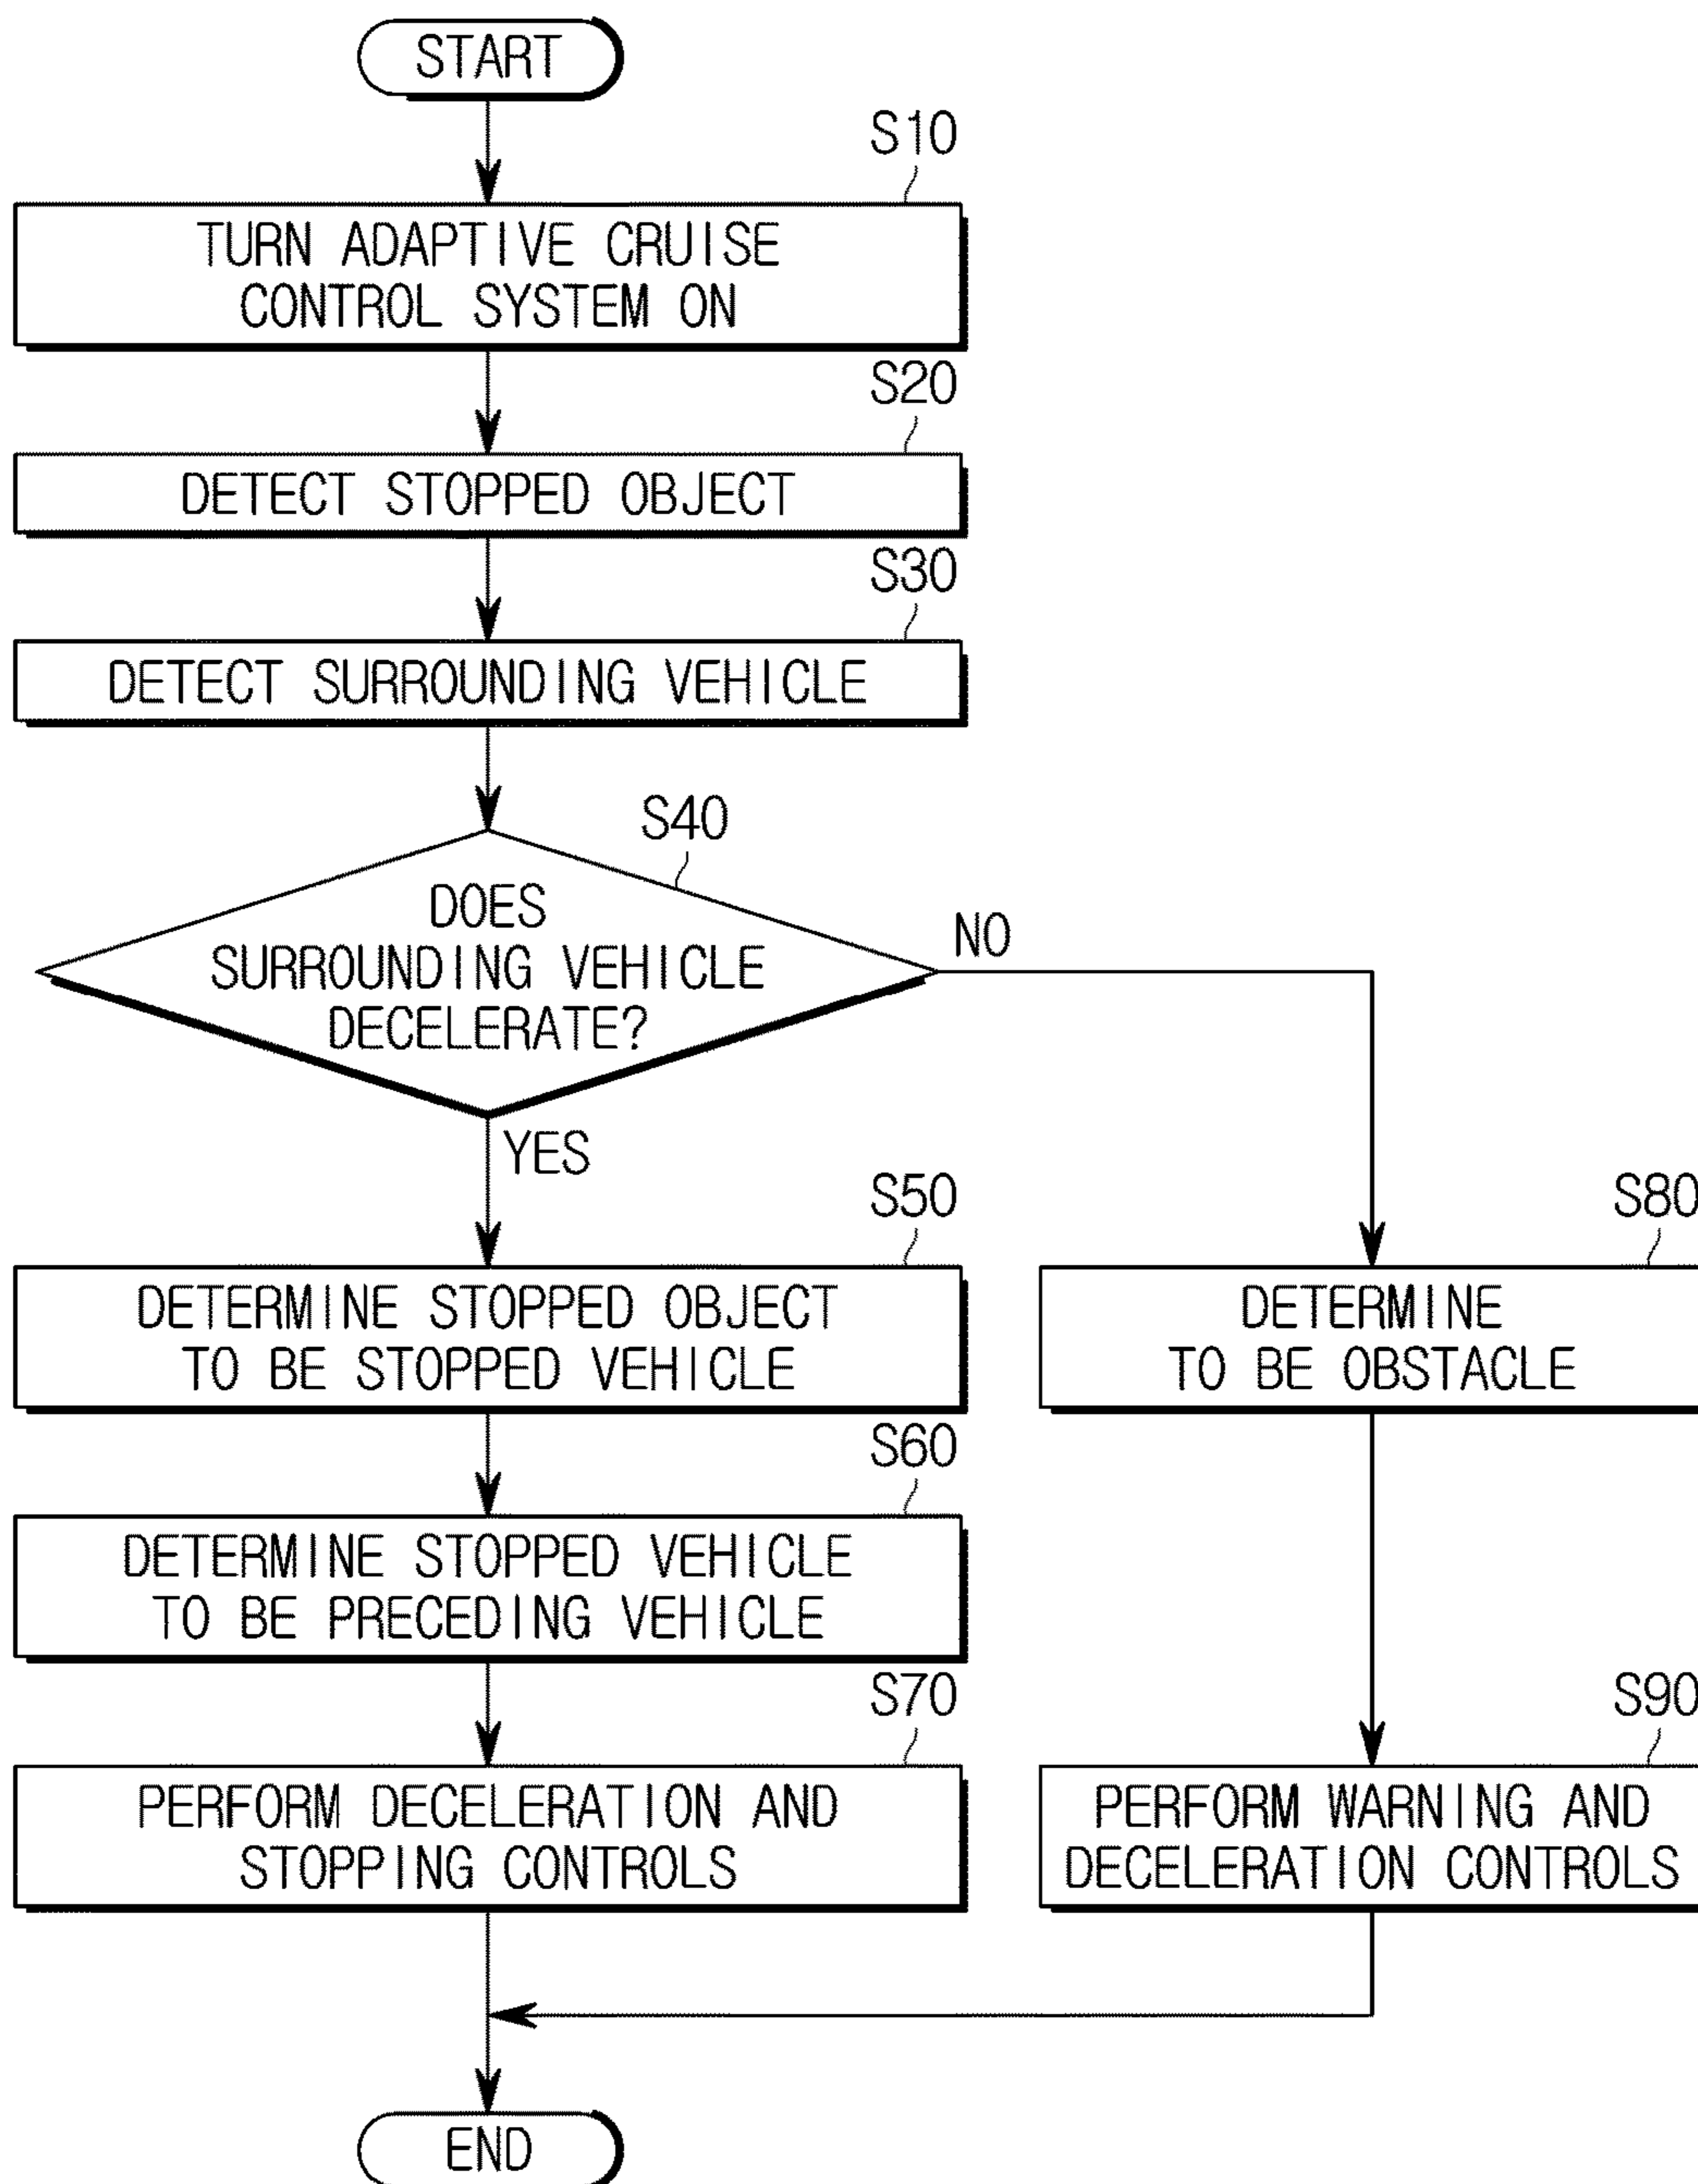 START
S10
TURN ADAPTIVE CRUISE
CONTROL SYSTEM ON
S20
DETECT STOPPED OBJECT
S30
DETECT SURROUNDING VEHICLE
S40
DOES
SURROUNDING VEHICLE
DECELERATE?
NO
YES
S50
DETERMINE STOPPED OBJECT
TO BE STOPPED VEHICLE
S80
DETERMINE
TO BE OBSTACLE
S60
DETERMINE STOPPED VEHICLE
TO BE PRECEDING VEHICLE
S70
PERFORM DECELERATION AND
STOPPING CONTROLS
S90
PERFORM WARNING AND
DECELERATION CONTROLS
END